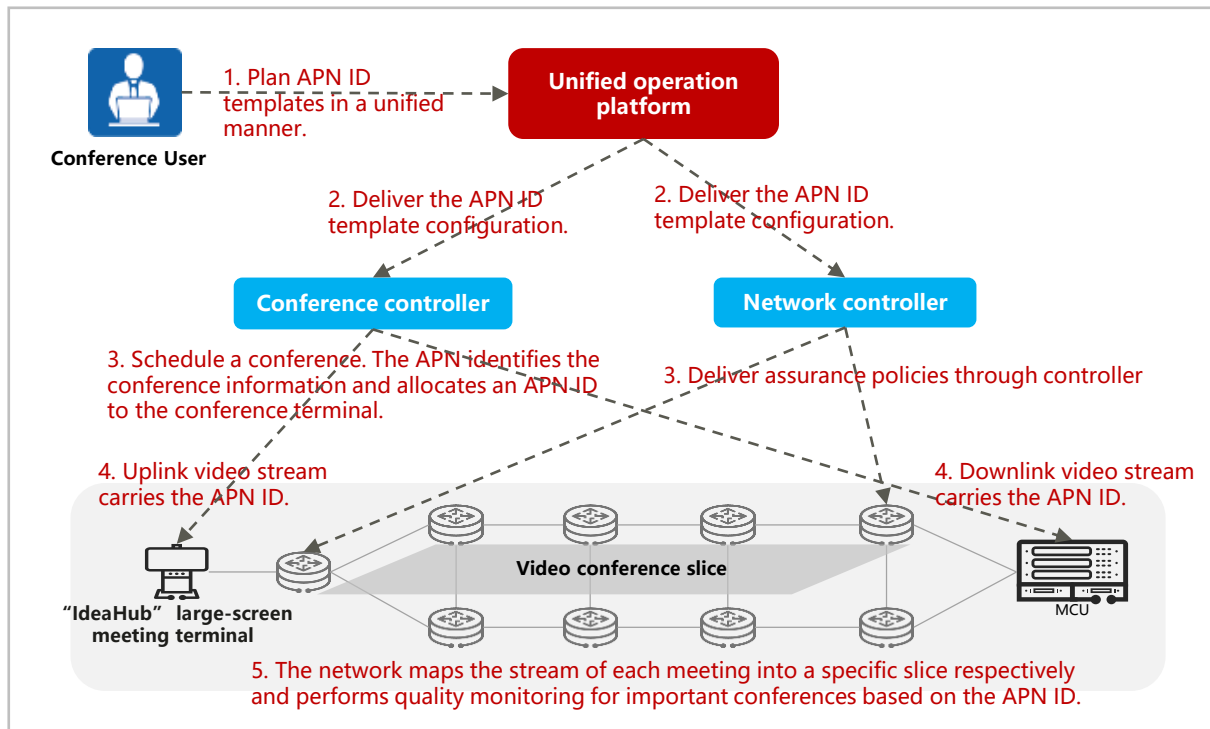 1. Plan APN ID
templates in a unified
manner.
Unified operation
platform
Conference User
2. Deliver the APN ID
template configuration.
2. Deliver the APN ID
template configuration.
Conference controller
Network controller
3. Schedule a conference. The APN identifies the
conference information and allocates an APN ID
to the conference terminal.
3. Deliver assurance policies through controller
4. Uplink video stream
carries the APN ID.
4. Downlink video stream
carries the APN ID.
Video conference slice
“IdeaHub” large-screen
meeting terminal
MCU
5. The network maps the stream of each meeting into a specific slice respectively
and performs quality monitoring for important conferences based on the APN ID.